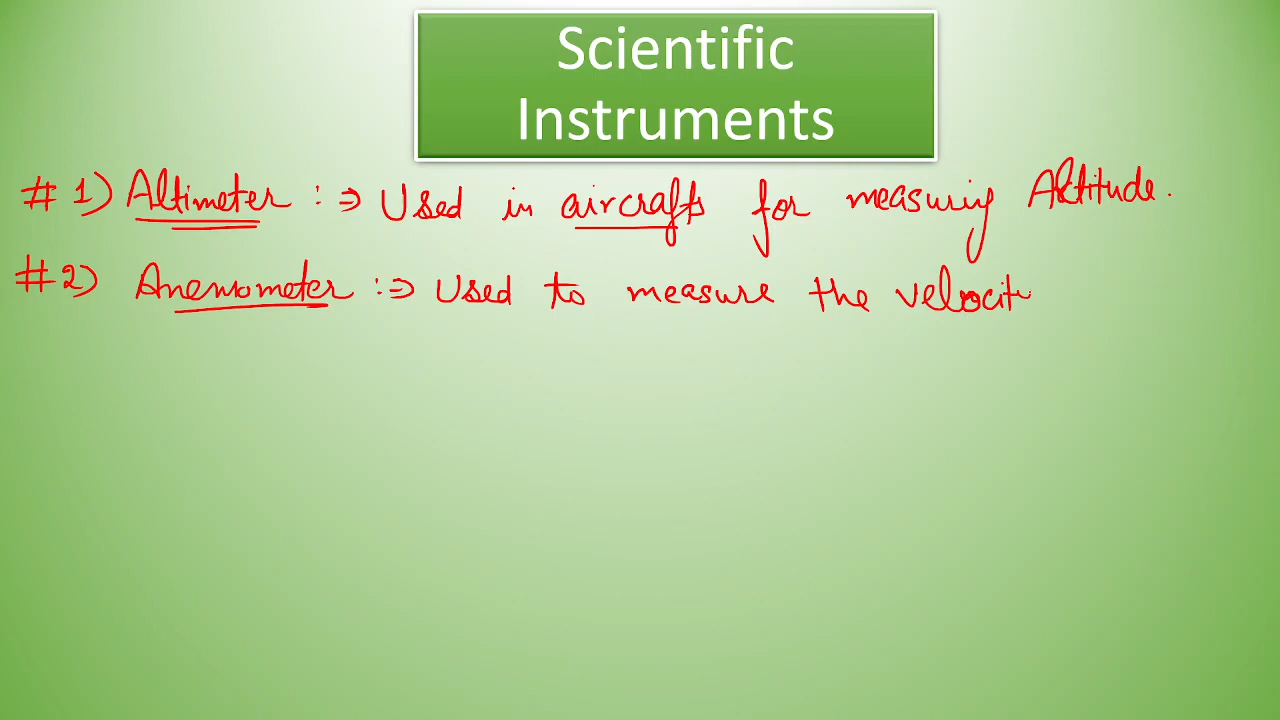 Scientific
Instruments
# 1) Altimeter :⇒ Used in aircrafts for measuring Altitude.
#2) Anemometer :⇒ Used to measure the velocit